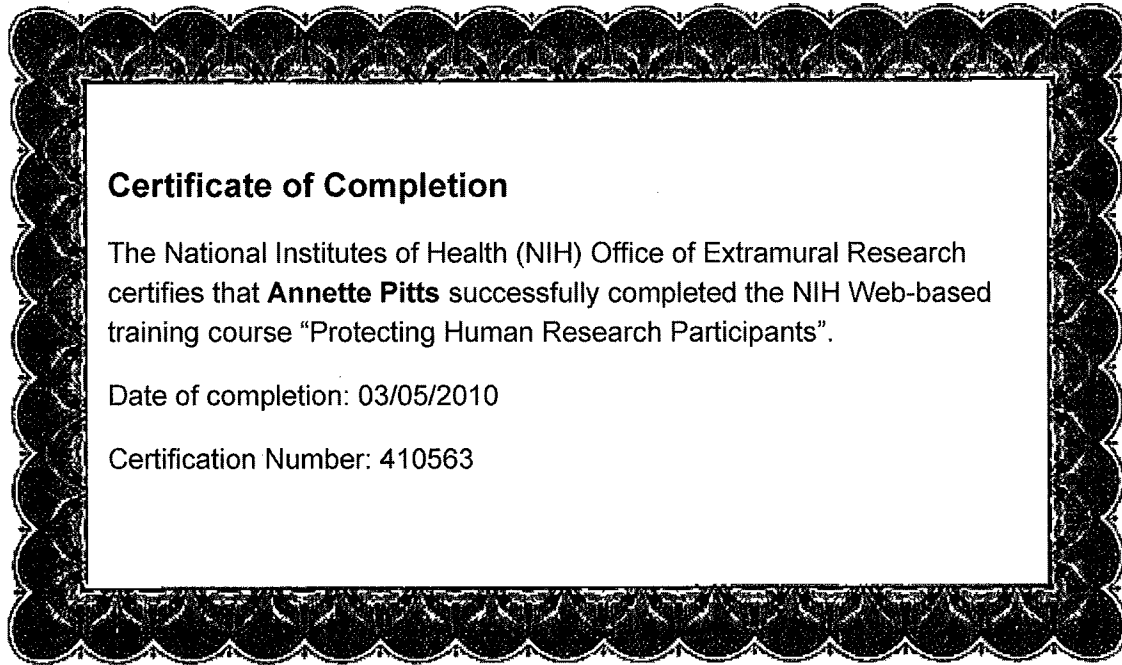 Certificate of Completion
The National Institutes of Health (NIH) Office of Extramural Research
certifies that Annette Pitts successfully completed the NIH Web-based
training course “Protecting Human Research Participants”.
Date of completion: 03/05/2010
Certification Number: 410563